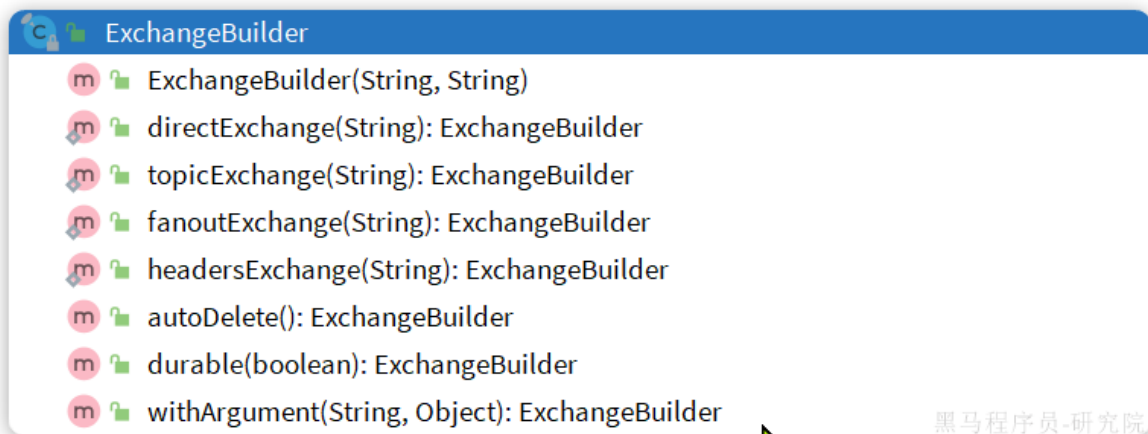 ExchangeBuilder
ExchangeBuilder(String, String)
directExchange(String): ExchangeBuilder
topicExchange(String): ExchangeBuilder
fanoutExchange(String): ExchangeBuilder
headersExchange(String): ExchangeBuilder
autoDelete(): ExchangeBuilder
durable(boolean): ExchangeBuilder
withArgument(String, Object): ExchangeBuilder
黑马程序员-研究院